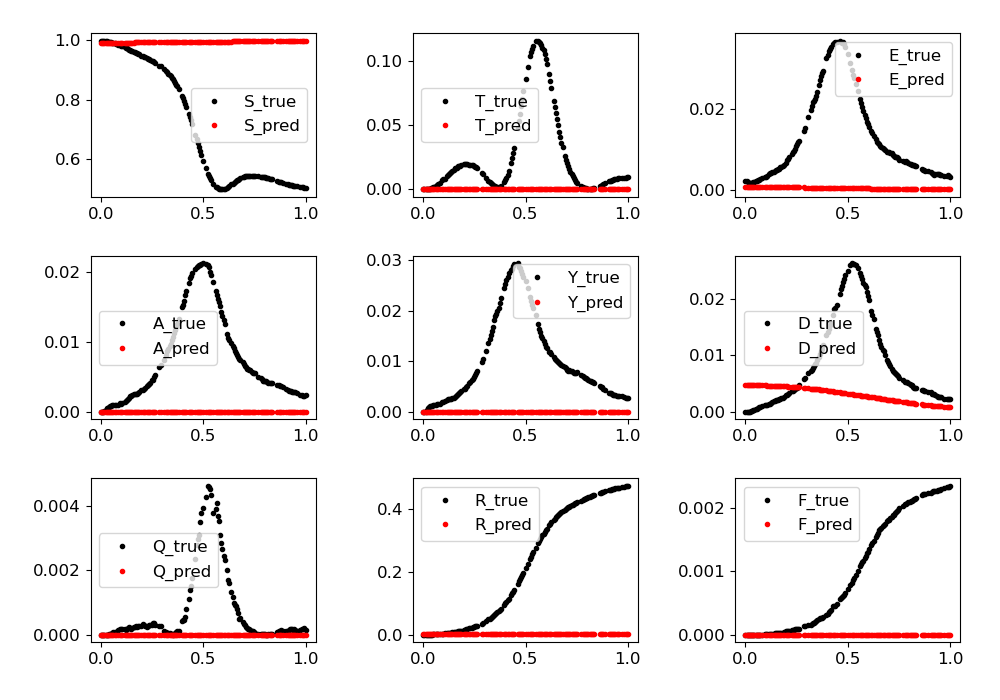 1.0
0.8
0.6
0.0 0.5 1.0
S_true
S_pred
0.10
0.05
0.00
0.0 0.5 1.0
T_true
T_pred
0.02
0.00
0.0 0.5 1.0
E_true
E_pred
0.02
0.01
0.00
0.0 0.5 1.0
A_true
A_pred
0.03
0.02
0.01
0.00
0.0 0.5 1.0
Y_true
Y_pred
0.02
0.01
0.00
0.0 0.5 1.0
D_true
D_pred
0.004
0.002
0.000
0.0 0.5 1.0
Q_true
Q_pred
0.4
0.2
0.0
0.0 0.5 1.0
R_true
R_pred
0.002
0.001
0.000
0.0 0.5 1.0
F_true
F_pred